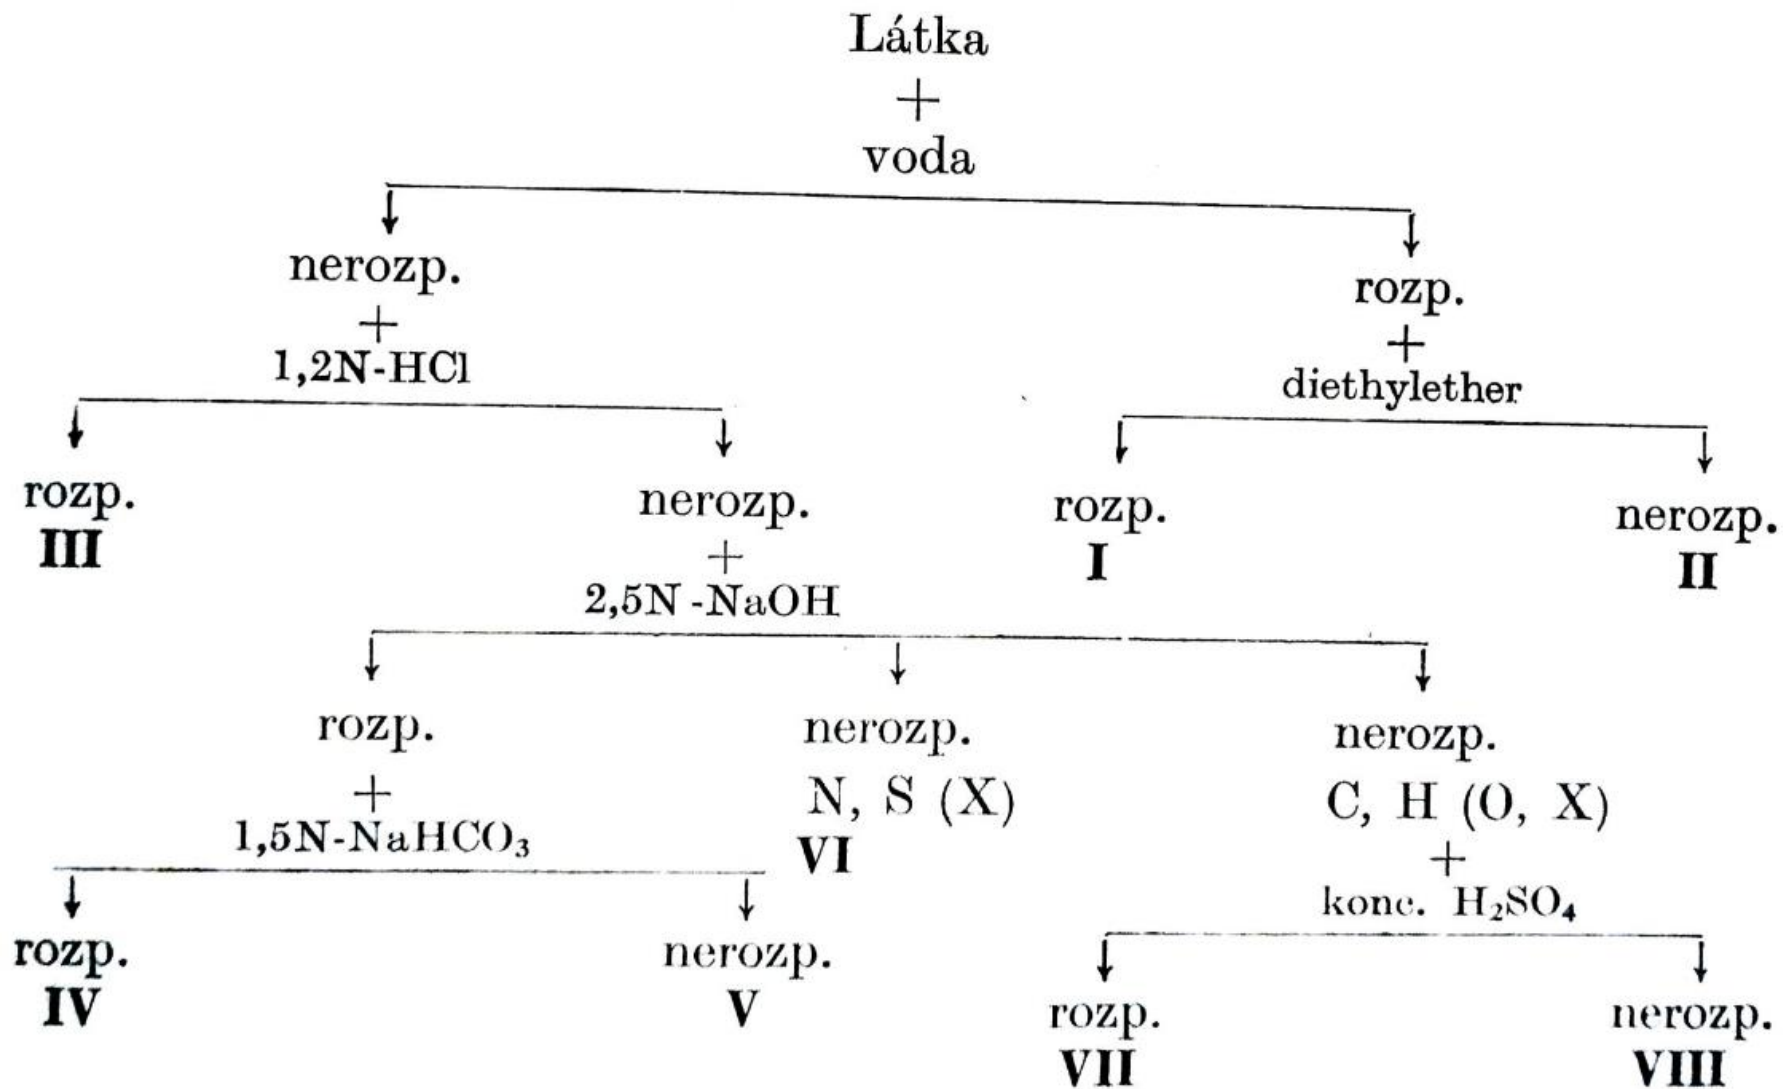 Látka
+
voda
nerozp.
+
1,2N-HCl
rozp.
+
diethylether
rozp.
III
nerozp.
+
2,5N -NaOH
rozp.
I
nerozp.
II
rozp.
+
1,5N-NaHCO₃
nerozp.
N, S (X)
VI
nerozp.
C, H (O, X)
+
konc. H₂SO₄
rozp.
IV
nerozp.
V
rozp.
VII
nerozp.
VIII